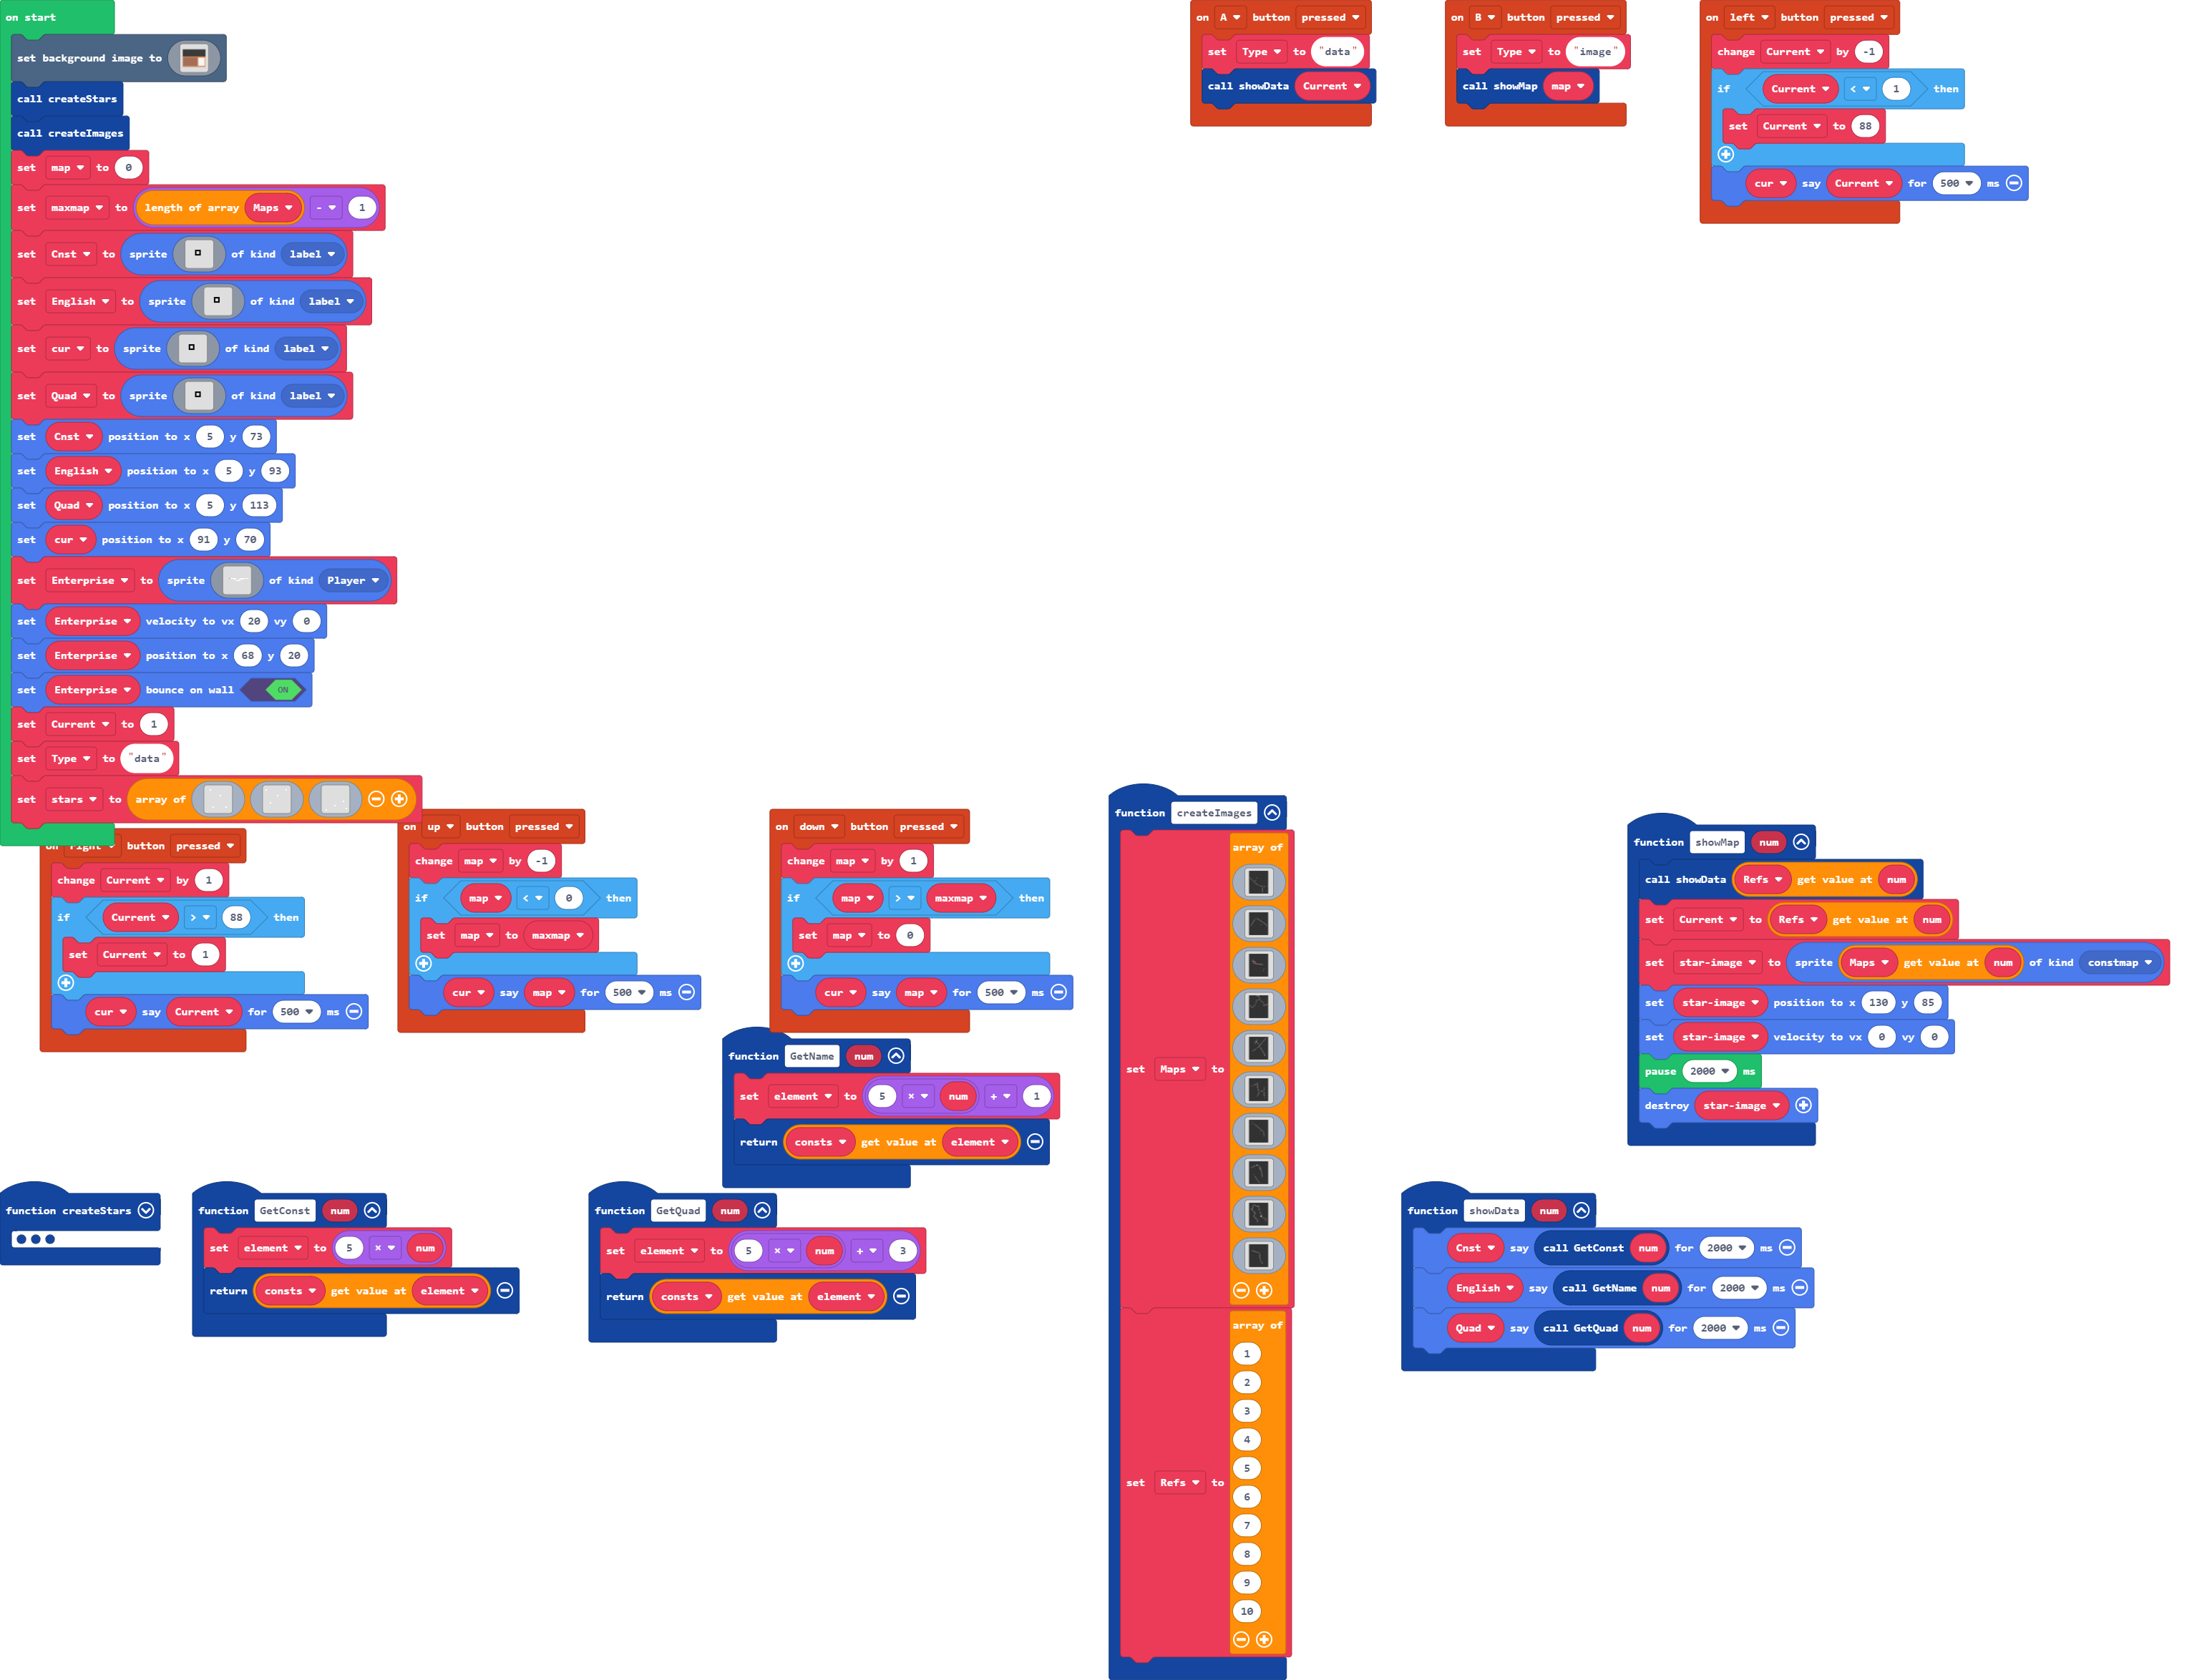 on start
set background image to
call createStars
call createImages
set map to 0
set maxmap to length of array Maps - 1
set Cnst to sprite of kind label
set English to sprite of kind label
set cur to sprite of kind label
set Quad to sprite of kind label
set Cnst position to x 5 y 73
set English position to x 5 y 93
set Quad position to x 5 y 113
set cur position to x 91 y 70
set Enterprise to sprite of kind Player
set Enterprise velocity to vx 20 vy 0
set Enterprise position to x 68 y 20
set Enterprise bounce on wall ON
set Current to 1
set Type to "data"
set stars to array of
on A button pressed
set Type to "data"
call showData Current
on B button pressed
set Type to "image"
call showMap map
on left button pressed
change Current by -1
if Current < 1 then
set Current to 88
cur say Current for 500 ms
on right button pressed
change Current by 1
if Current > 88 then
set Current to 1
cur say Current for 500 ms
on up button pressed
change map by -1
if map < 0 then
set map to maxmap
cur say map for 500 ms
on down button pressed
change map by 1
if map > maxmap then
set map to 0
cur say map for 500 ms
function GetName num
set element to 5 × num + 1
return consts get value at element
function createImages
array of
set Maps to
array of
1
2
3
4
5
set Refs to
6
7
8
9
10
function showMap num
call showData Refs get value at num
set Current to Refs get value at num
set star-image to sprite Maps get value at num of kind constmap
set star-image position to x 130 y 85
set star-image velocity to vx 0 vy 0
pause 2000 ms
destroy star-image
function createStars
function GetConst num
set element to 5 × num
return consts get value at element
function GetQuad num
set element to 5 × num + 3
return consts get value at element
function showData num
Cnst say call GetConst num for 2000 ms
English say call GetName num for 2000 ms
Quad say call GetQuad num for 2000 ms